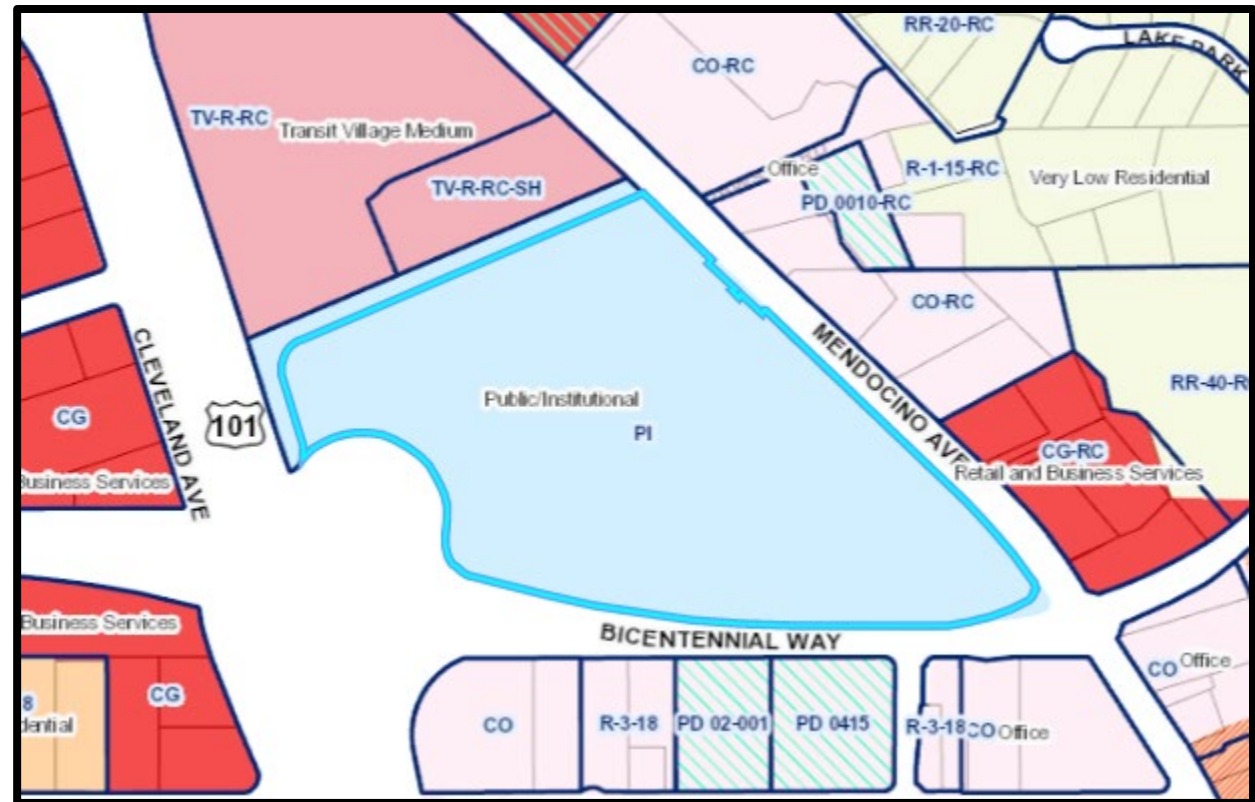 RR-20-RC
LAKE PARK
CO-RC
TV-R-RC
Transit Village Medium
Office
R-1-15-RC
Very Low Residential
TV-R-RC-SH
PD 0010-RC
CO-RC
MENDOCINO AVE
CLEVELAND AVE
RR-40-R
Public/Institutional
101
CG
PI
CG-RC
Retail and Business Services
Business Services
Business Services
BICENTENNIAL WAY
CO
Office
CG
8
dential
CO
R-3-18
PD 02-001
PD 0415
R-3-18
CO
Office